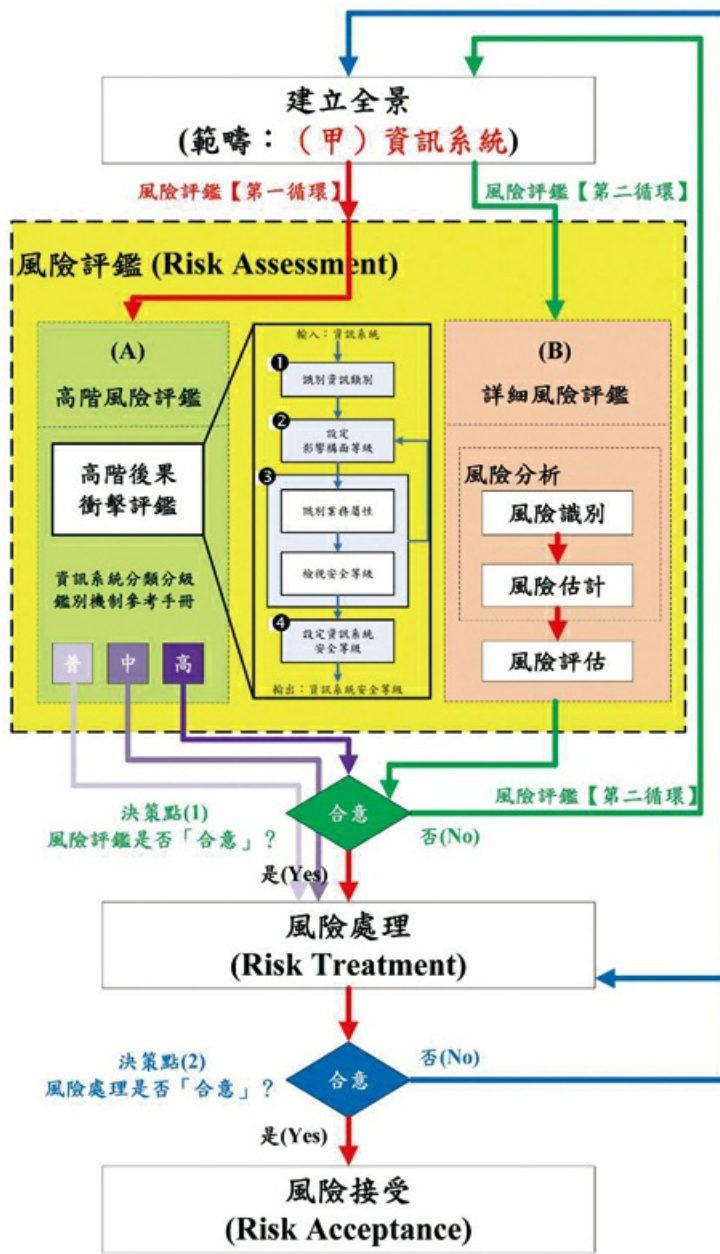 建立全景
(範疇：（甲）資訊系統)
風險評鑑【第一循環】
風險評鑑【第二循環】
風險評鑑 (Risk Assessment)
(A)
高階風險評鑑
高階後果
衝擊評鑑
資訊系統分類分級
鑑別機制參考手冊
普
中
高
輸入：資訊系統
❶
識別資訊類別
❷
設定
影響構面等級
❸
識別業務屬性
檢視安全等級
❹
設定資訊系統
安全等級
輸出：資訊系統安全等級
(B)
詳細風險評鑑
風險分析
風險識別
風險估計
風險評估
決策點(1)
風險評鑑是否「合意」？
合意
風險評鑑【第二循環】
否(No)
是(Yes)
風險處理
(Risk Treatment)
決策點(2)
風險處理是否「合意」？
合意
否(No)
是(Yes)
風險接受
(Risk Acceptance)